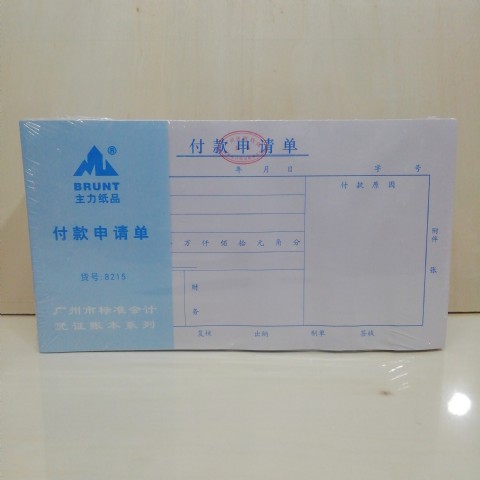 ®
BRUNT
主力纸品
付款申请单
货号:8215
广州市标准会计
凭证账本系列
付款申请单
年 月 日 序 号
付款原因
万仟佰拾元角分
附件 张
财务
复核 出纳 制单 签收